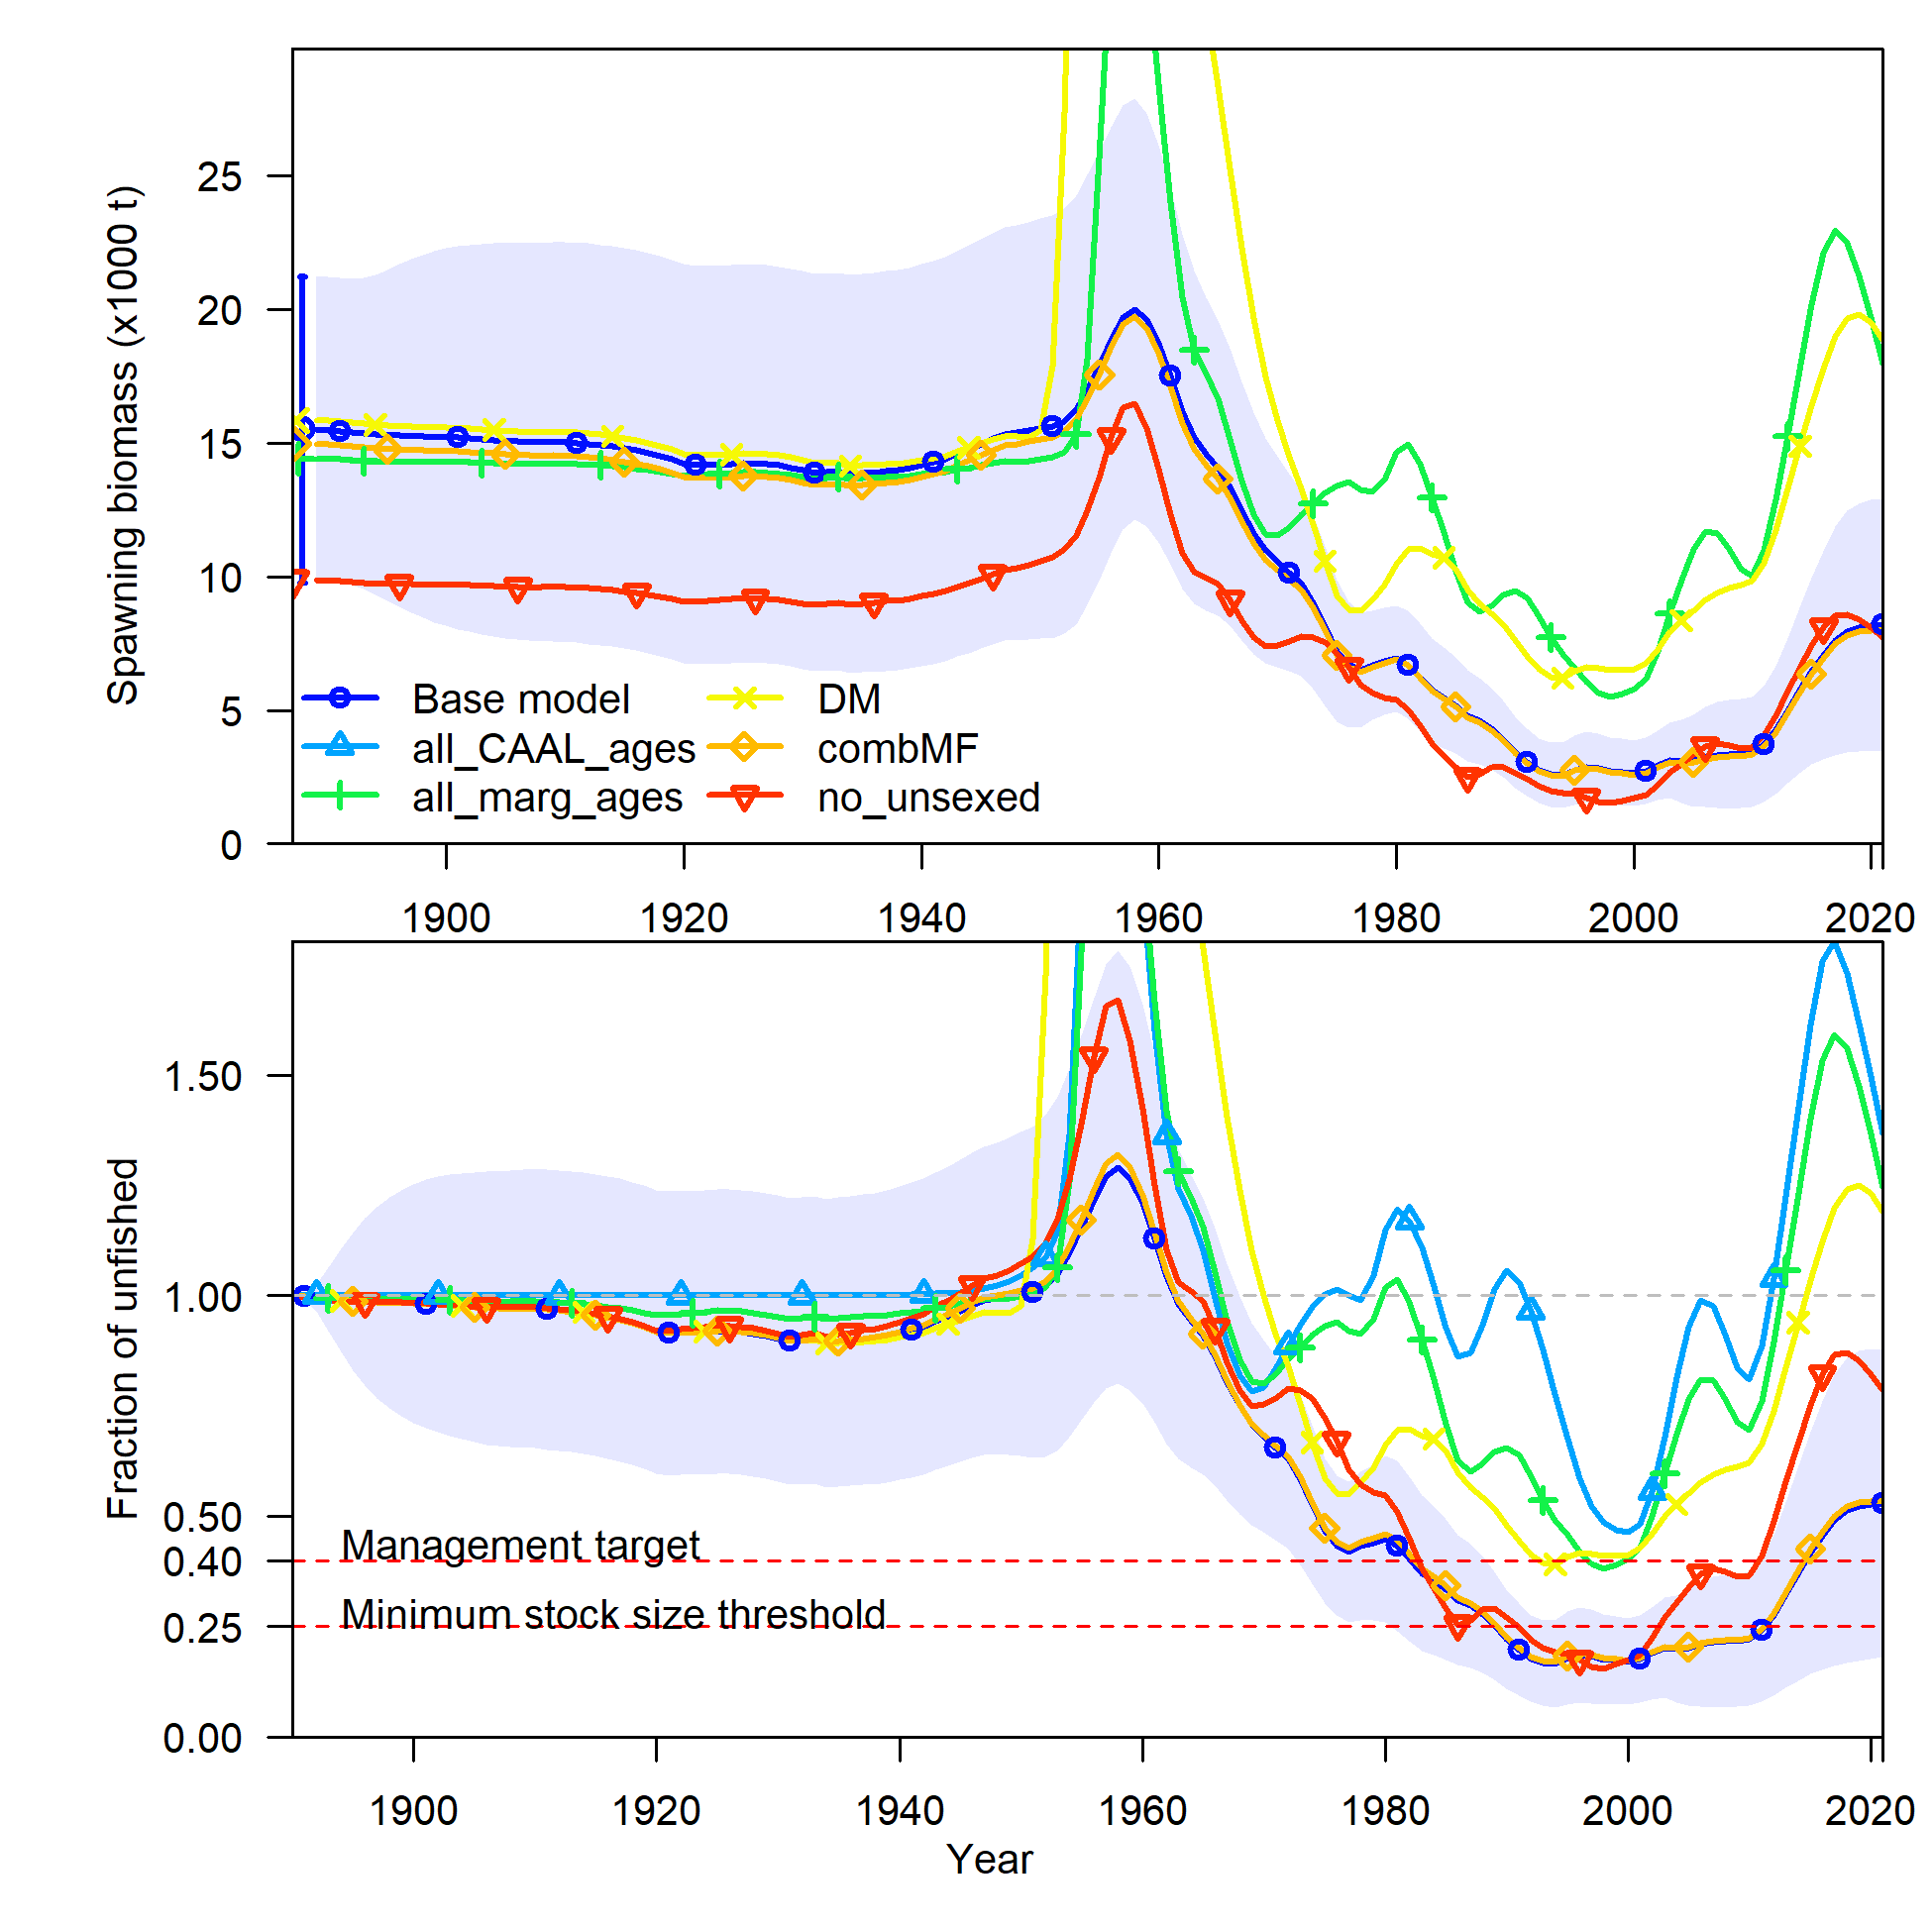 Spawning biomass (x1000 t)
25
20
15
10
5
0
Base model
DM
all_CAAL_ages
combMF
all_marg_ages
no_unsexed
1900 1920 1940 1960 1980 2000 2020
Fraction of unfished
1.50
1.00
0.50
0.40
0.25
0.00
Management target
Minimum stock size threshold
1900 1920 1940 1960 1980 2000 2020
Year